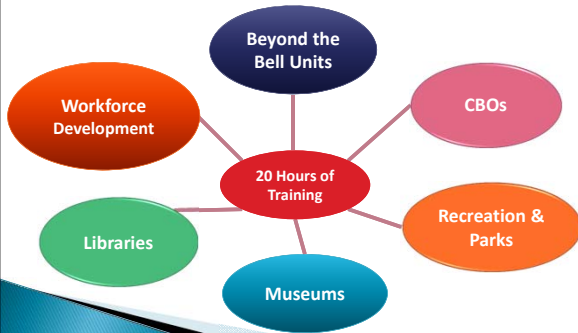 Beyond the
Bell Units
Workforce
Development
CBOs
20 Hours of
Training
Recreation &
Parks
Libraries
Museums